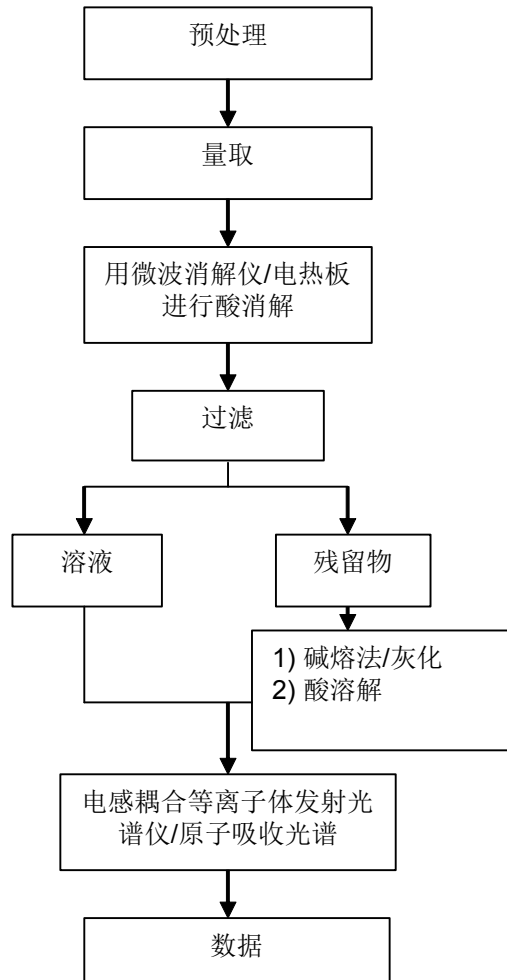 预处理
量取
用微波消解仪/电热板
进行酸消解
过滤
溶液
残留物
1) 碱熔法/灰化
2) 酸溶解
电感耦合等离子体发射光
谱仪/原子吸收光谱
数据